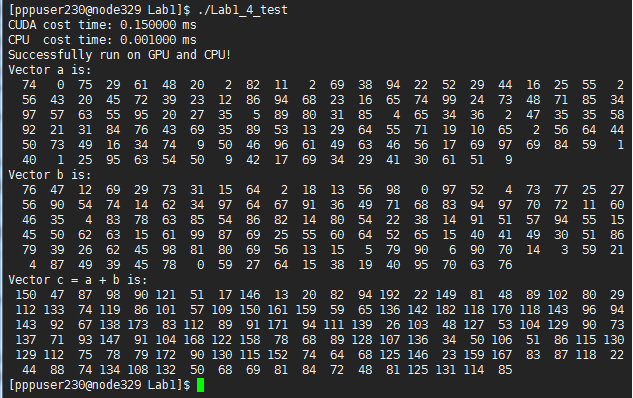 [pppuser230@node329 Lab1]$ ./Lab1_4_test
CUDA cost time: 0.150000 ms
CPU  cost time: 0.001000 ms
Successfully run on GPU and CPU!
Vector a is:
  74   0  75  29  61  48  20   2  82  11   2  69  38  94  22  52  29  44  16  25  55   2
  56  43  20  45  72  39  23  12  86  94  68  23  16  65  74  99  24  73  48  71  85  34
  97  57  63  55  95  20  27  35   5  89  80  31  85   4  65  34  36   2  47  35  35  58
  92  21  31  84  76  43  69  35  89  53  13  29  64  55  71  19  10  65   2  56  64  44
  50  73  49  16  34  74   9  50  46  96  61  49  63  46  56  17  69  97  69  84  59   1
  40   1  25  95  63  54  50   9  42  17  69  34  29  41  30  61  51   9
Vector b is:
  76  47  12  69  29  73  31  15  64   2  18  13  56  98   0  97  52   4  73  77  25  27
  56  90  54  74  14  62  34  97  64  67  91  36  49  71  68  83  94  97  70  72  11  60
  46  35   4  83  78  63  85  54  86  82  14  80  54  22  38  14  91  51  57  94  55  15
  45  50  62  63  15  61  99  87  69  25  55  60  64  52  65  15  40  41  49  30  51  86
  79  39  26  62  45  98  81  80  69  56  13  15   5  79  90   6  90  70  14   3  59  21
   4  87  49  39  45  78   0  59  27  64  15  38  19  40  95  70  63  76
Vector c = a + b is:
 150  47  87  98  90 121  51  17 146  13  20  82  94 192  22 149  81  48  89 102  80  29
 112 133  74 119  86 101  57 109 150 161 159  59  65 136 142 182 118 170 118 143  96  94
 143  92  67 138 173  83 112  89  91 171  94 111 139  26 103  48 127  53 104 129  90  73
 137  71  93 147  91 104 168 122 158  78  68  89 128 107 136  34  50 106  51  86 115 130
 129 112  75  78  79 172  90 130 115 152  74  64  68 125 146  23 159 167  83  87 118  22
  44  88  74 134 108 132  50  68  69  81  84  72  48  81 125 131 114  85
[pppuser230@node329 Lab1]$